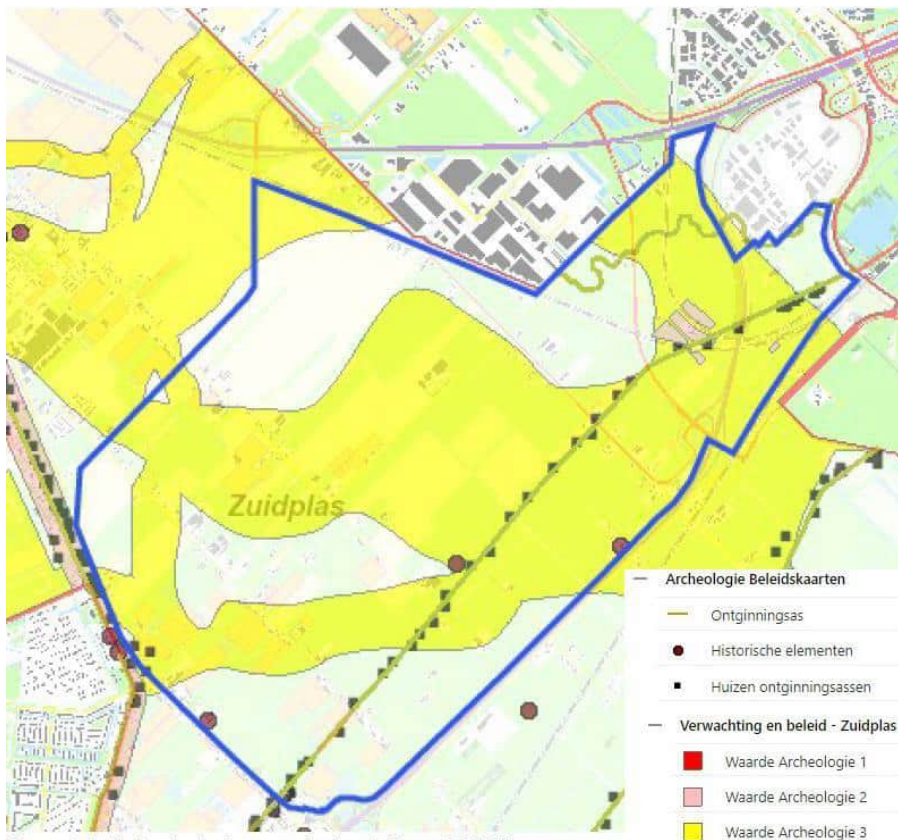 Zuidplas
Archeologie Beleidskaarten
Ontginningsas
Historische elementen
Huizen ontginningsassen
Verwachting en beleid - Zuidplas
Waarde Archeologie 1
Waarde Archeologie 2
Waarde Archeologie 3